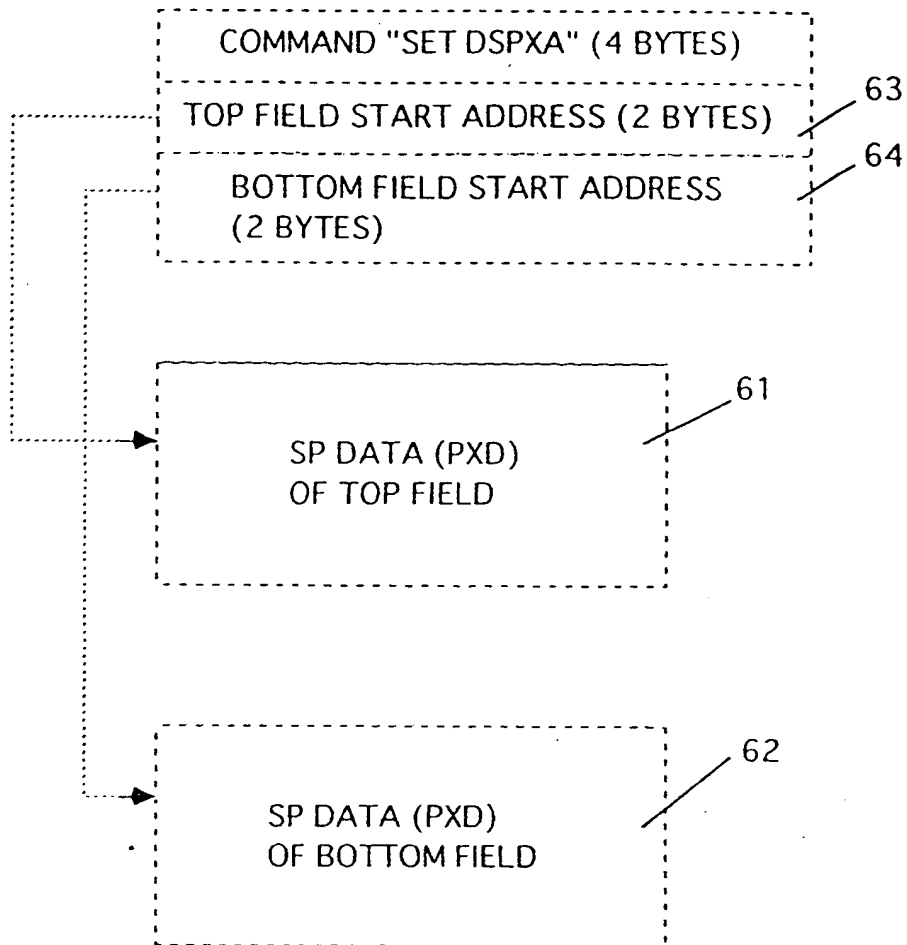 COMMAND "SET DSPXA" (4 BYTES)
TOP FIELD START ADDRESS (2 BYTES)
63
64
BOTTOM FIELD START ADDRESS
(2 BYTES)
61
SP DATA (PXD)
OF TOP FIELD
62
SP DATA (PXD)
OF BOTTOM FIELD